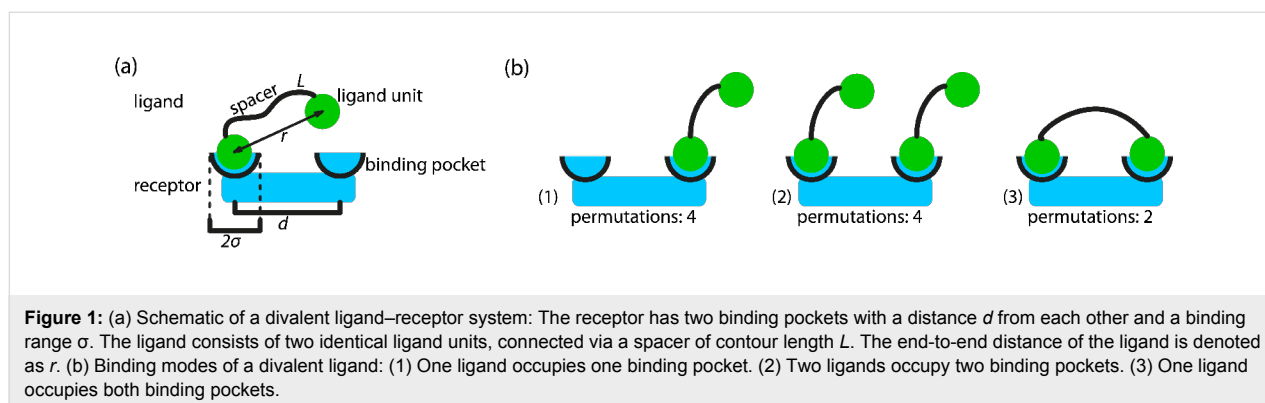 (a)
ligand
spacer
L
ligand unit
r
binding pocket
receptor
d
2σ
(b)
(1)
permutations: 4
(2)
permutations: 4
(3)
permutations: 2
Figure 1: (a) Schematic of a divalent ligand–receptor system: The receptor has two binding pockets with a distance d from each other and a binding
range σ. The ligand consists of two identical ligand units, connected via a spacer of contour length L. The end-to-end distance of the ligand is denoted
as r. (b) Binding modes of a divalent ligand: (1) One ligand occupies one binding pocket. (2) Two ligands occupy two binding pockets. (3) One ligand
occupies both binding pockets.